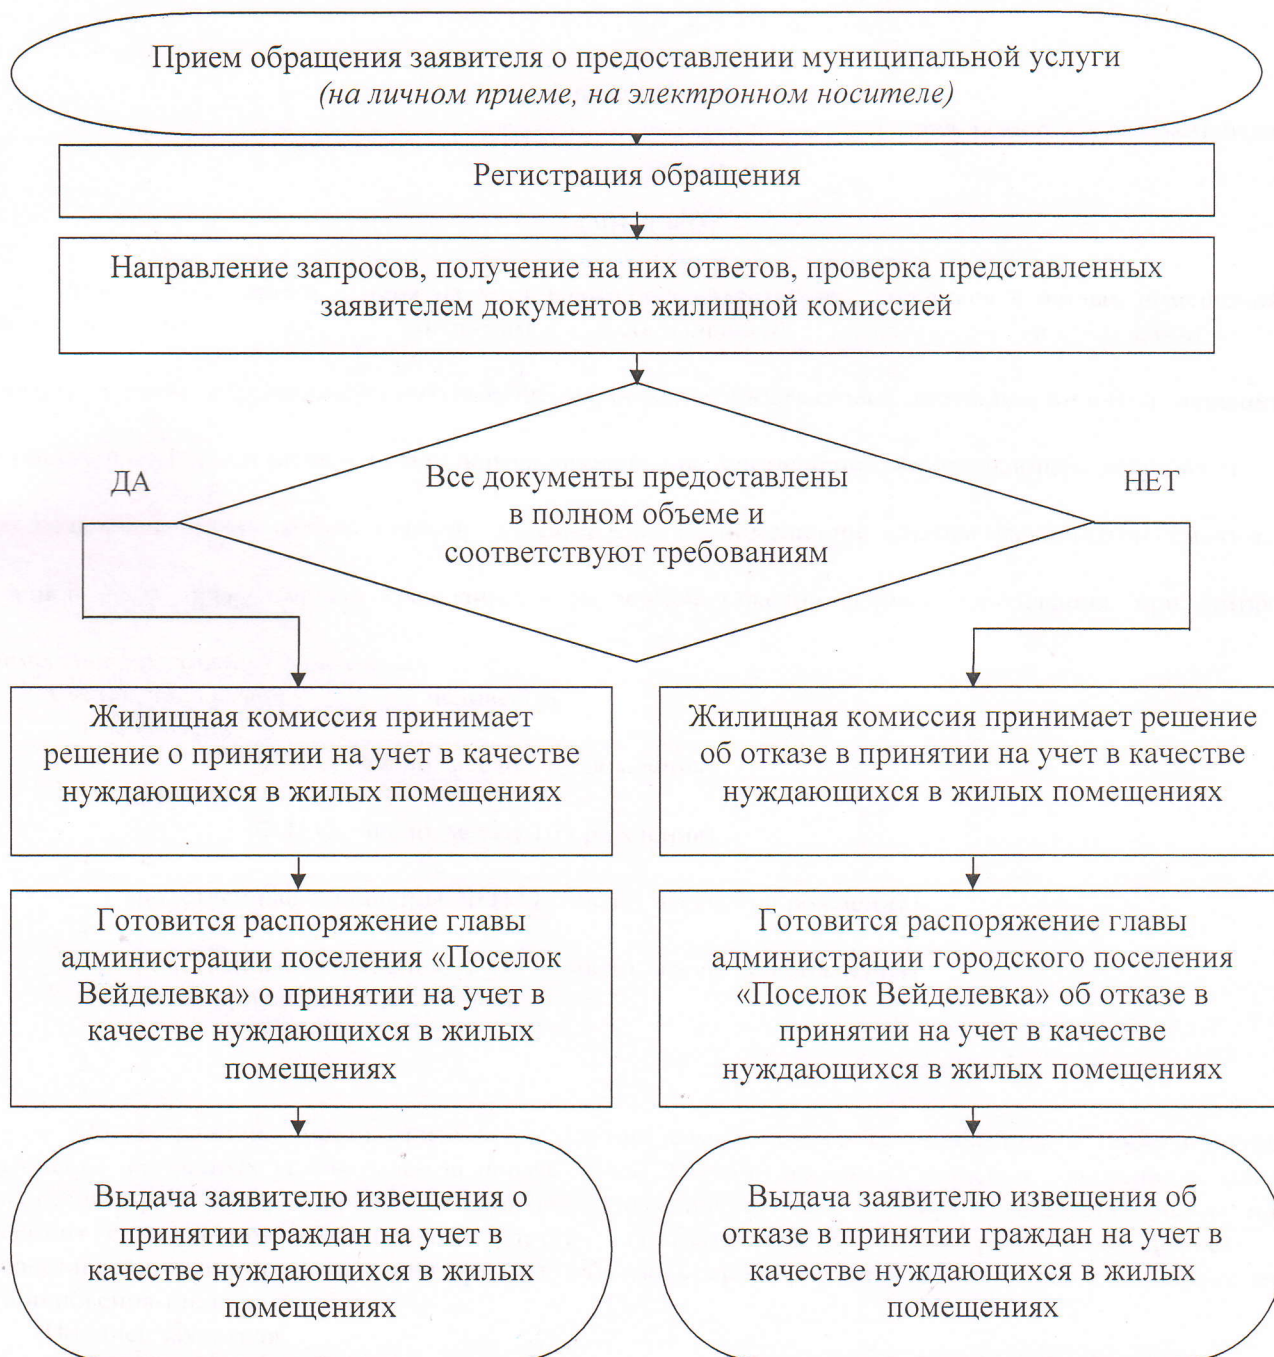 Прием обращения заявителя о предоставлении муниципальной услуги
(на личном приеме, на электронном носителе)
Регистрация обращения
Направление запросов, получение на них ответов, проверка представленных
заявителем документов жилищной комиссией
ДА
Все документы предоставлены
в полном объеме и
соответствуют требованиям
НЕТ
Жилищная комиссия принимает
решение о принятии на учет в качестве
нуждающихся в жилых помещениях
Жилищная комиссия принимает решение
об отказе в принятии на учет в качестве
нуждающихся в жилых помещениях
Готовится распоряжение главы
администрации поселения «Поселок
Вейделевка» о принятии на учет в
качестве нуждающихся в жилых
помещениях
Готовится распоряжение главы
администрации городского поселения
«Поселок Вейделевка» об отказе в
принятии на учет в качестве
нуждающихся в жилых помещениях
Выдача заявителю извещения о
принятии граждан на учет в
качестве нуждающихся в жилых
помещениях
Выдача заявителю извещения об
отказе в принятии граждан на учет в
качестве нуждающихся в жилых
помещениях